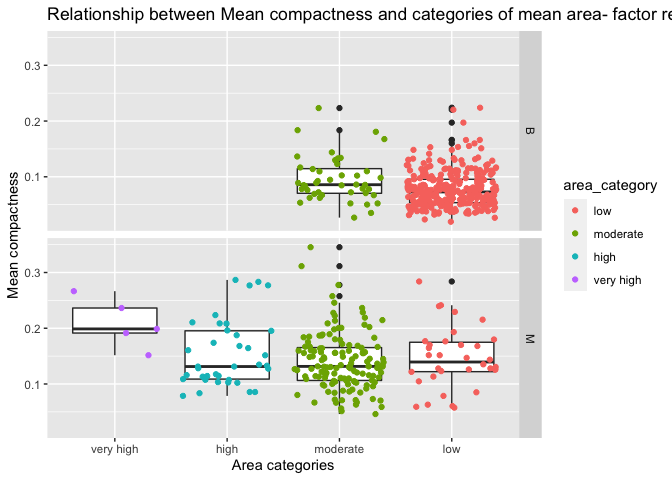 Relationship between Mean compactness and categories of mean area- factor re
Mean compactness
0.3
0.2
0.1
B
0.3
0.2
0.1
M
very high
high
moderate
low
Area categories
area_category
low
moderate
high
very high